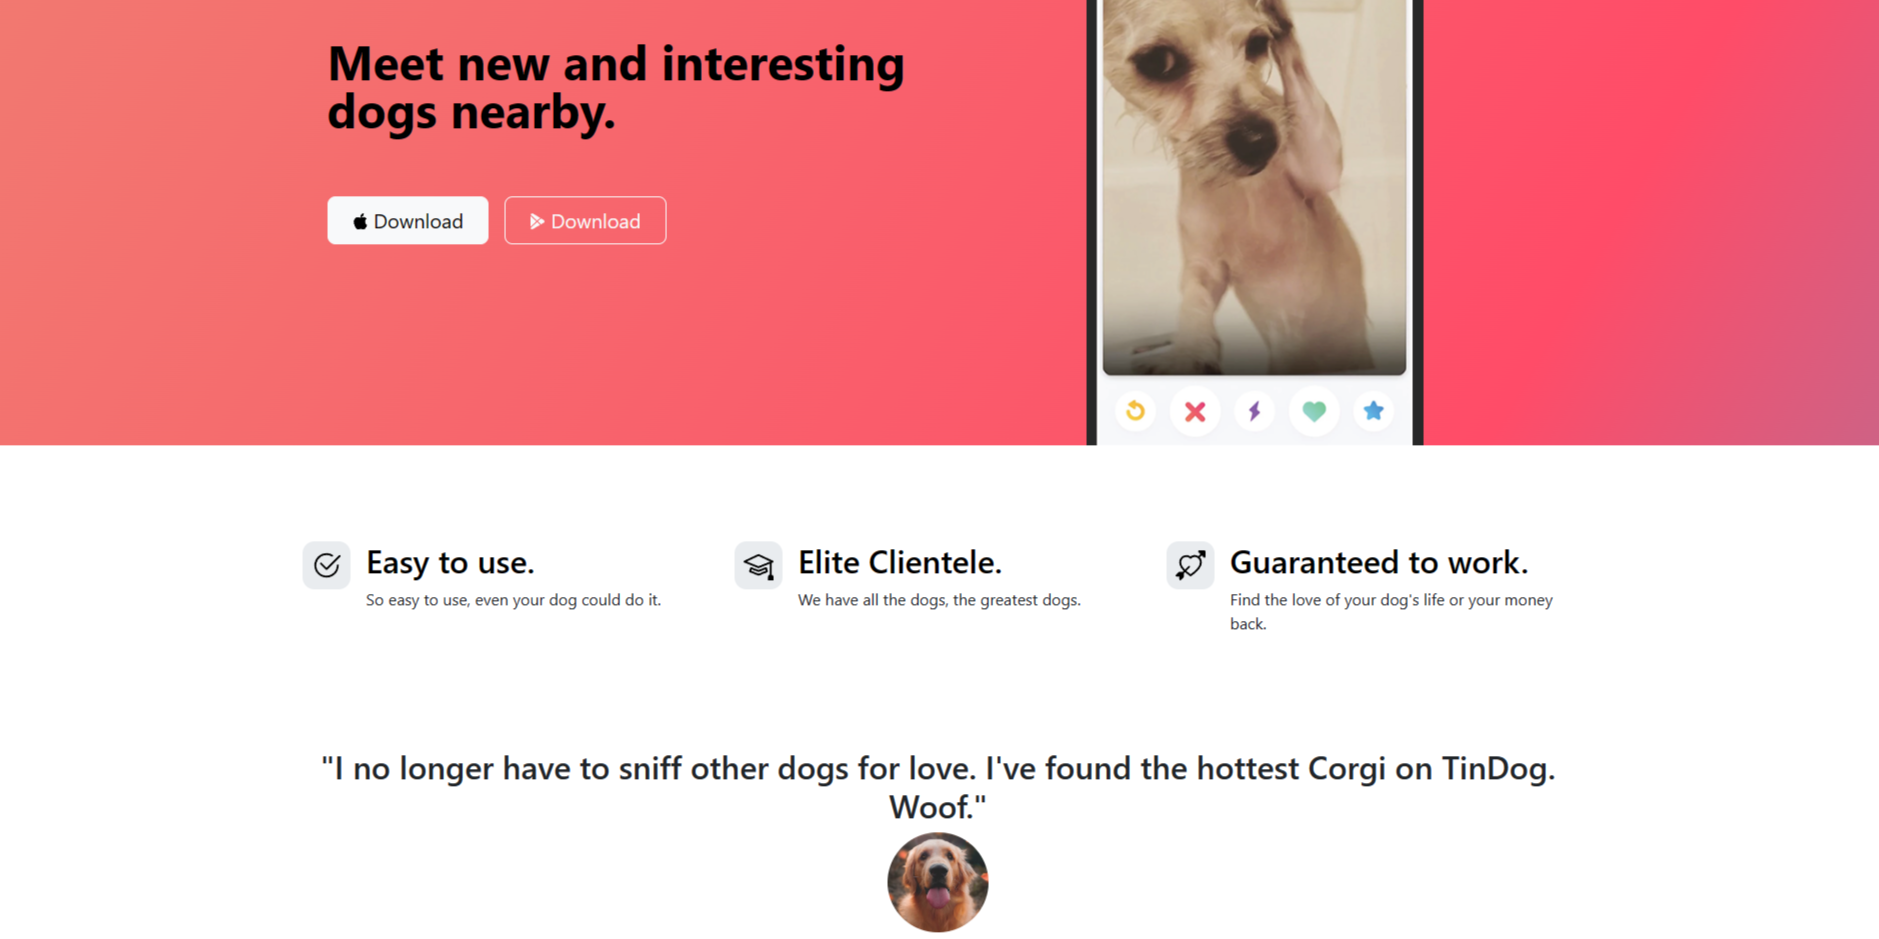 Meet new and interesting
dogs nearby.
Download
Download
Easy to use.
So easy to use, even your dog could do it.
Elite Clientele.
We have all the dogs, the greatest dogs.
Guaranteed to work.
Find the love of your dog's life or your money
back.
"I no longer have to sniff other dogs for love. I've found the hottest Corgi on TinDog.
Woof."